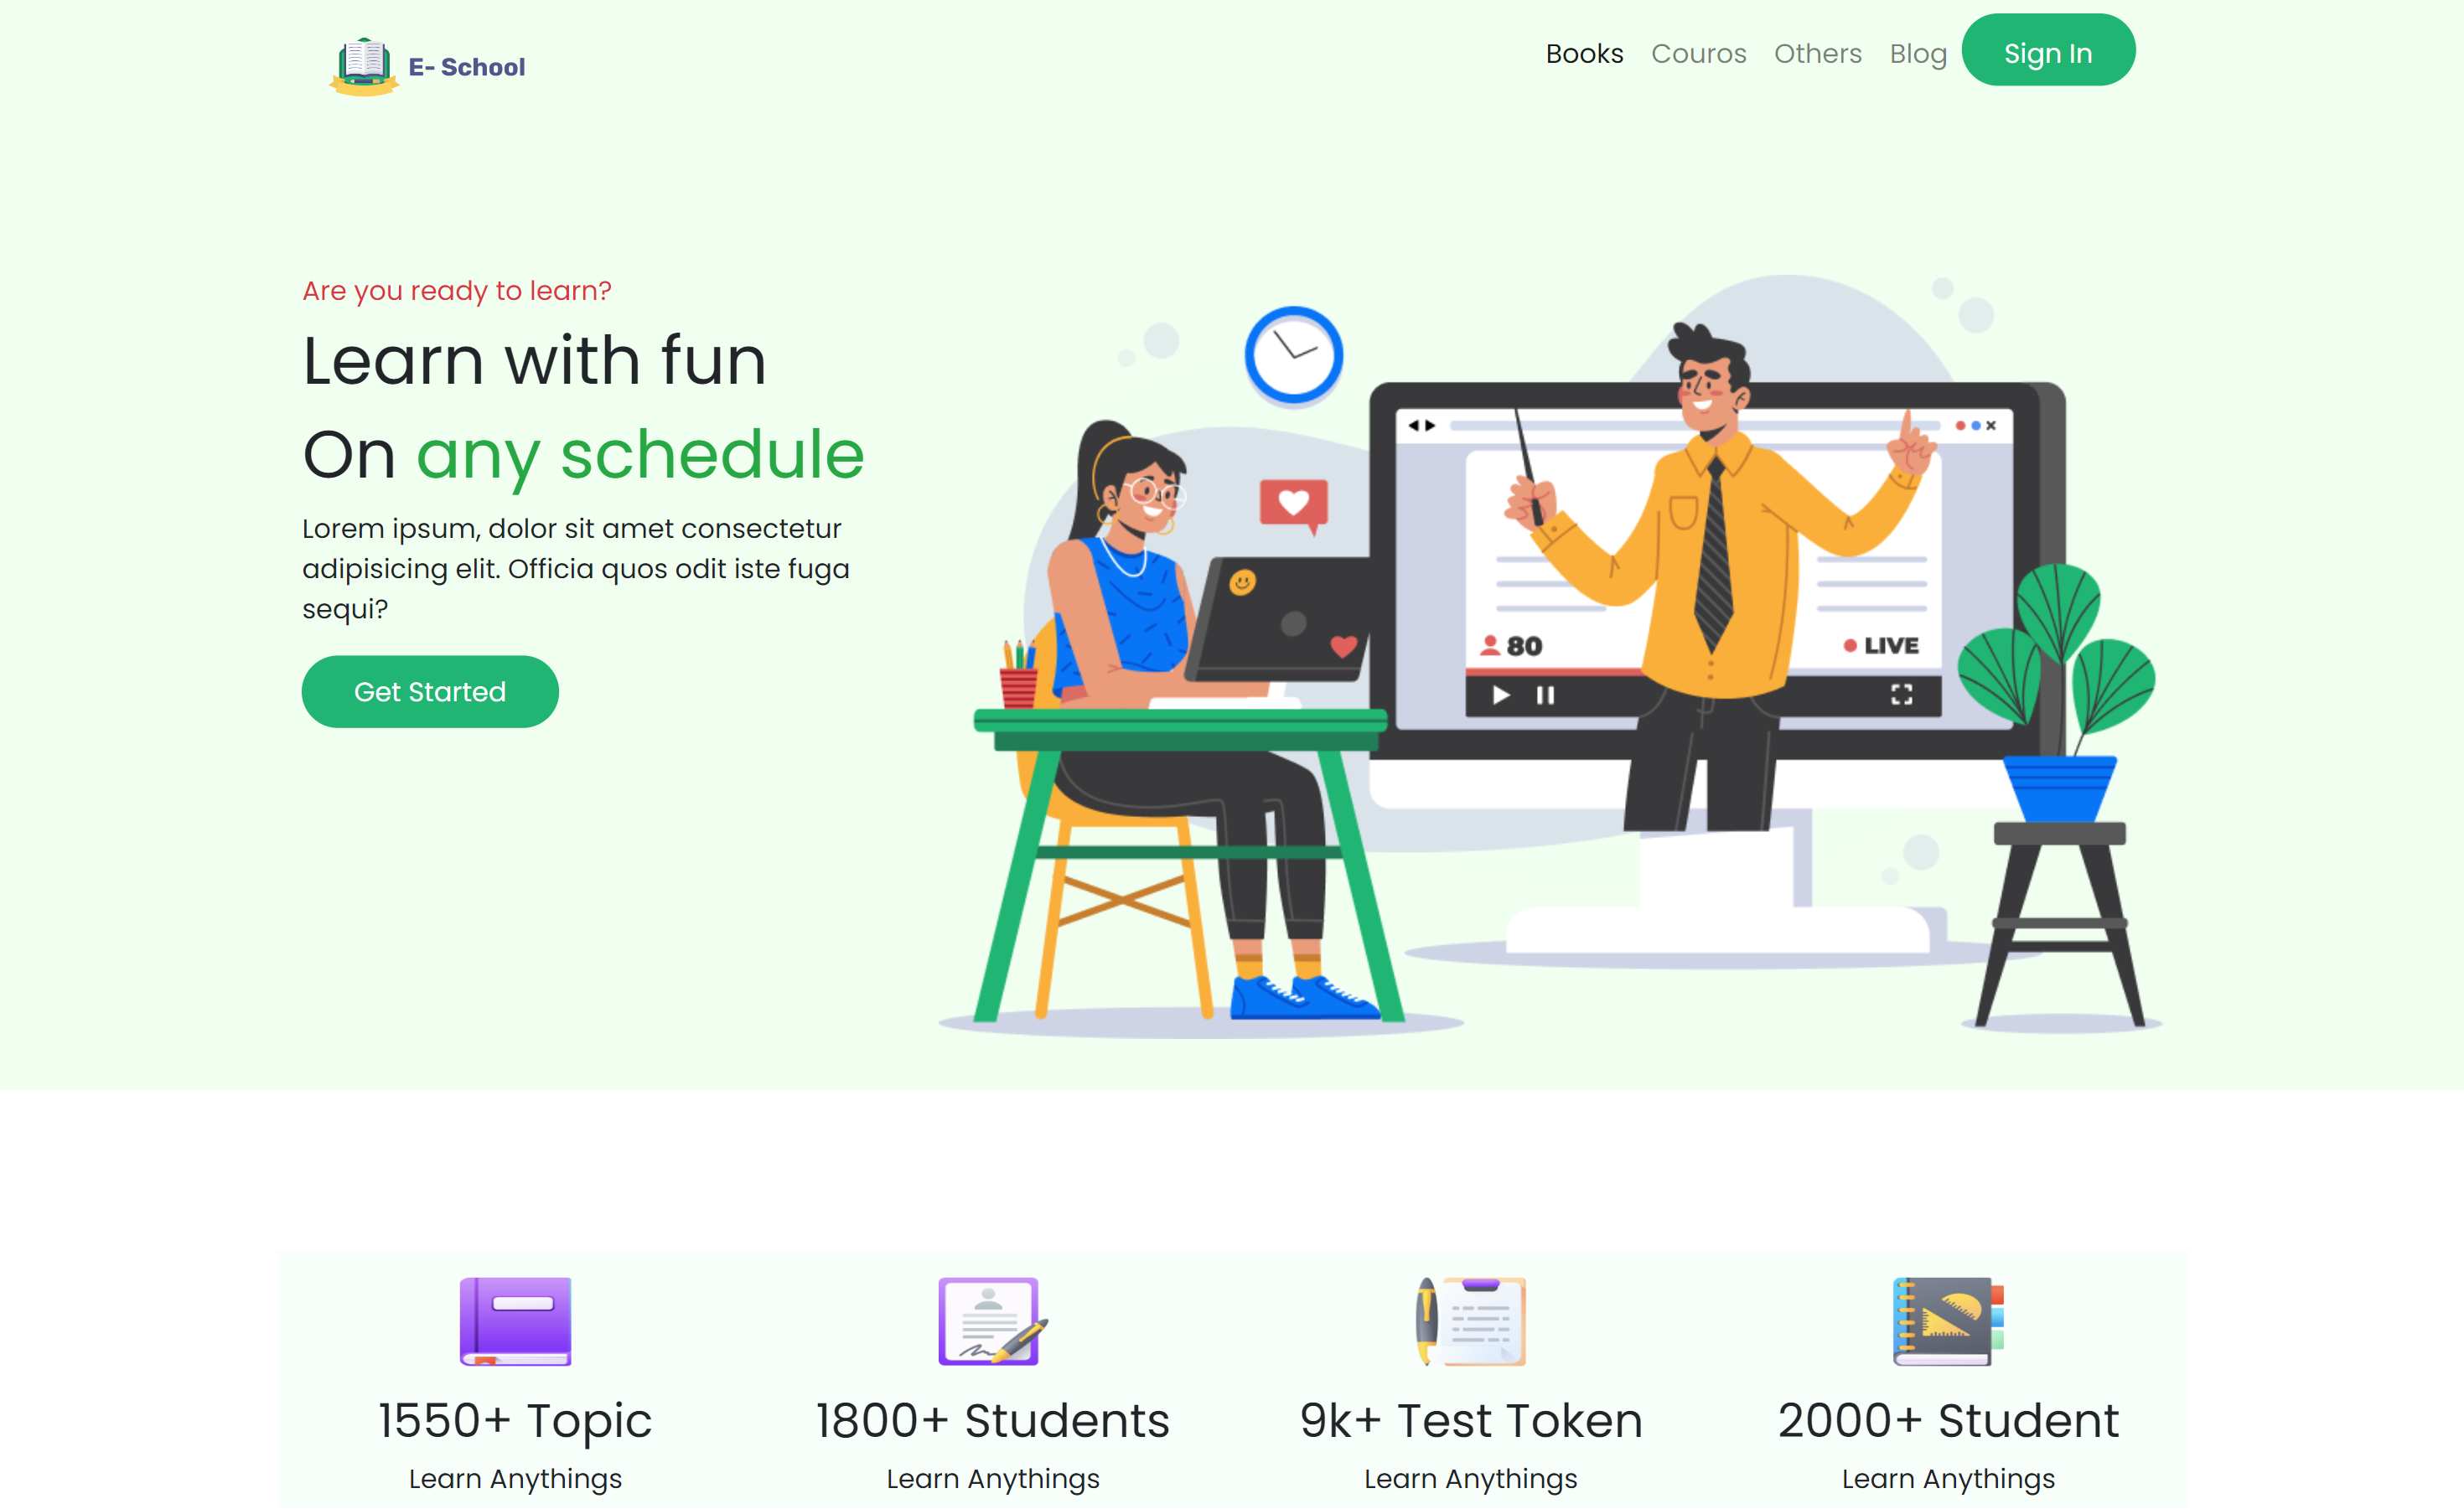 E- School
Books Couros Others Blog Sign In
Are you ready to learn?
Learn with fun
On any schedule
Lorem ipsum, dolor sit amet consectetur
adipisicing elit. Officia quos odit iste fuga
sequi?
Get Started
80
LIVE
1550+ Topic
Learn Anythings
1800+ Students
Learn Anythings
9k+ Test Token
Learn Anythings
2000+ Student
Learn Anythings